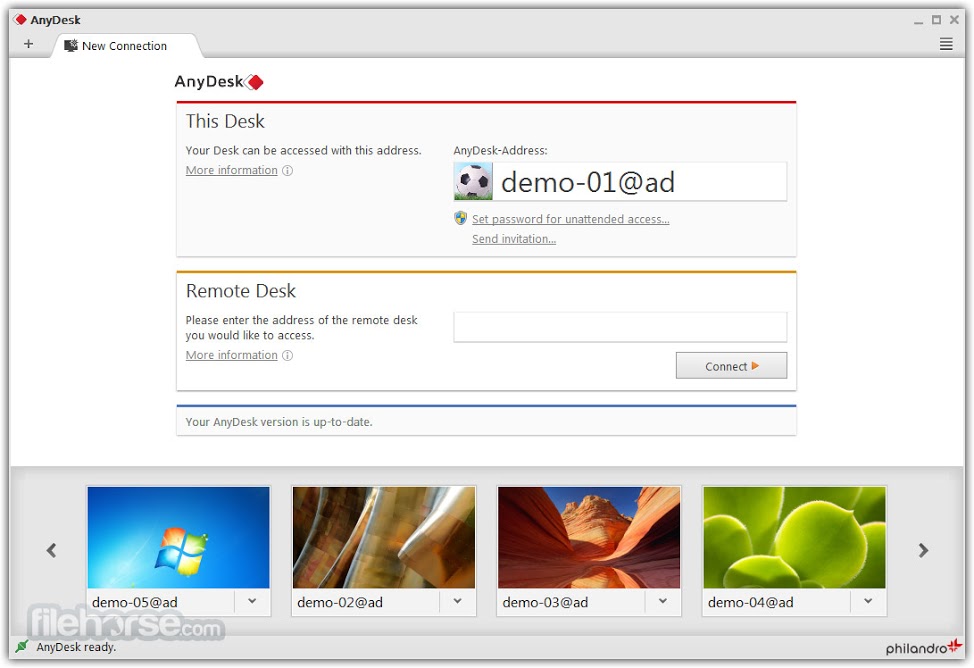 AnyDesk
+ New Connection
AnyDesk
This Desk
Your Desk can be accessed with this address.
More information
AnyDesk-Address:
demo-01@ad
Set password for unattended access...
Send invitation...
Remote Desk
Please enter the address of the remote desk
you would like to access.
More information
Connect
Your AnyDesk version is up-to-date.
demo-05@ad
demo-02@ad
demo-03@ad
demo-04@ad
filehorse.com
AnyDesk ready.
philandro